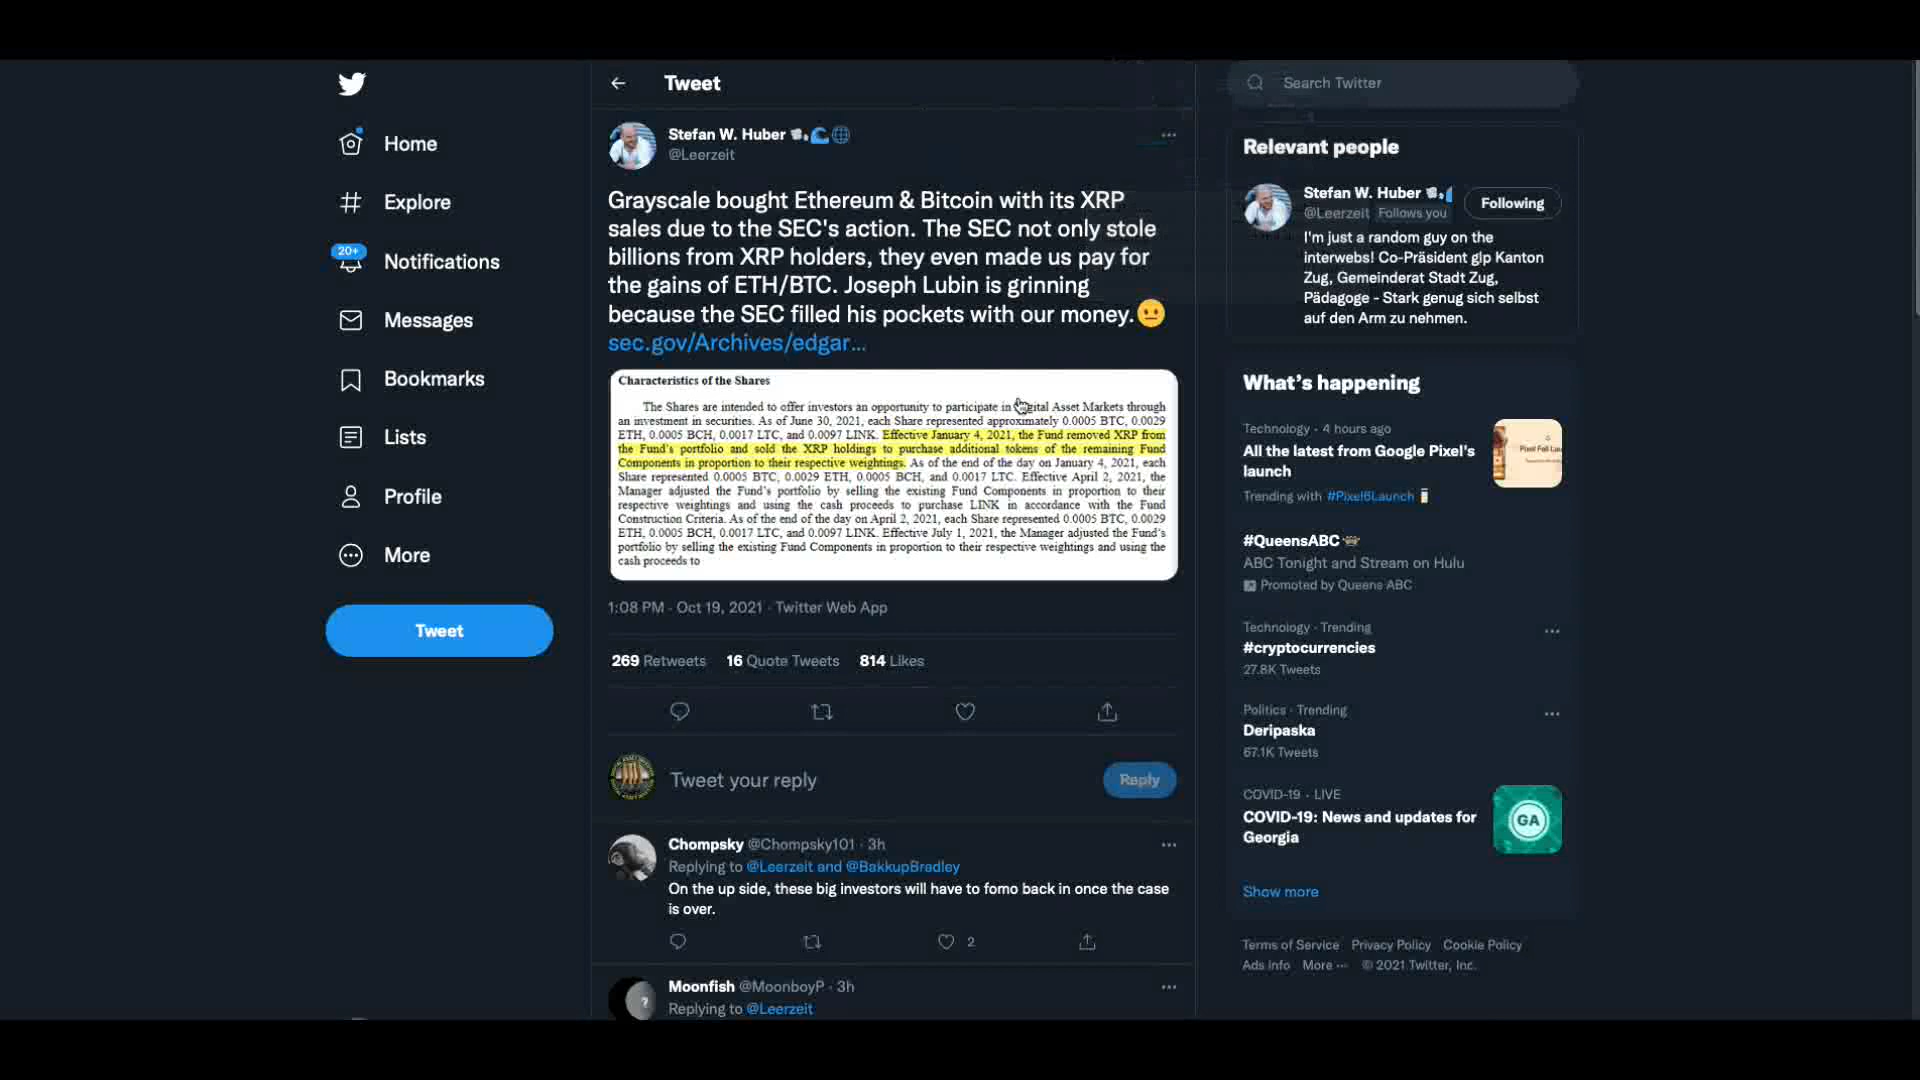 Home
Explore
20+
Notifications
Messages
Bookmarks
Lists
Profile
More
Tweet
Tweet
Stefan W. Huber
@Leerzeit
Grayscale bought Ethereum & Bitcoin with its XRP
sales due to the SEC's action. The SEC not only stole
billions from XRP holders, they even made us pay for
the gains of ETH/BTC. Joseph Lubin is grinning
because the SEC filled his pockets with our money.😐
sec.gov/Archives/edgar...
Characteristics of the Shares
The Shares are intended to offer investors an opportunity to participate in Digital Asset Markets through
an investment in securities. As of June 30, 2021, each Share represented approximately 0.0005 BTC, 0.0029
ETH, 0.0005 BCH, 0.0017 LTC, and 0.0097 LINK. Effective January 4, 2021, the Fund removed XRP from
the Fund's portfolio and sold the XRP holdings to purchase additional tokens of the remaining Fund
Components in proportion to their respective weightings. As of the end of the day on January 4, 2021, each
Share represented 0.0005 BTC, 0.0029 ETH, 0.0005 BCH, and 0.0017 LTC. Effective April 2, 2021, the
Manager adjusted the Fund's portfolio by selling the existing Fund Components in proportion to their
respective weightings and using the cash proceeds to purchase LINK in accordance with the Fund
Construction Criteria. As of the end of the day on April 2, 2021, each Share represented 0.0005 BTC, 0.0029
ETH, 0.0005 BCH, 0.0017 LTC, and 0.0097 LINK. Effective July 1, 2021, the Manager adjusted the Fund's
portfolio by selling the existing Fund Components in proportion to their respective weightings and using the
cash proceeds to
1:08 PM · Oct 19, 2021 · Twitter Web App
269 Retweets 16 Quote Tweets 814 Likes
Tweet your reply
Reply
Chompsky @Chompsky101 · 3h
Replying to @Leerzeit and @BakkupBradley
On the up side, these big investors will have to fomo back in once the case
is over.
2
Moonfish @MoonboyP · 3h
Replying to @Leerzeit
Search Twitter
Relevant people
Stefan W. Huber
@Leerzeit Follows you
Following
I'm just a random guy on the
interwebs! Co-Präsident glp Kanton
Zug, Gemeinderat Stadt Zug,
Pädagoge - Stark genug sich selbst
auf den Arm zu nehmen.
What's happening
Technology · 4 hours ago
All the latest from Google Pixel's
launch
Trending with #Pixel6Launch
#QueensABC
ABC Tonight and Stream on Hulu
Promoted by Queens ABC
Technology · Trending
#cryptocurrencies
27.8K Tweets
Politics · Trending
Deripaska
67.1K Tweets
COVID-19 · LIVE
COVID-19: News and updates for
Georgia
GA
Show more
Terms of Service Privacy Policy Cookie Policy
Ads info More ··· © 2021 Twitter, Inc.